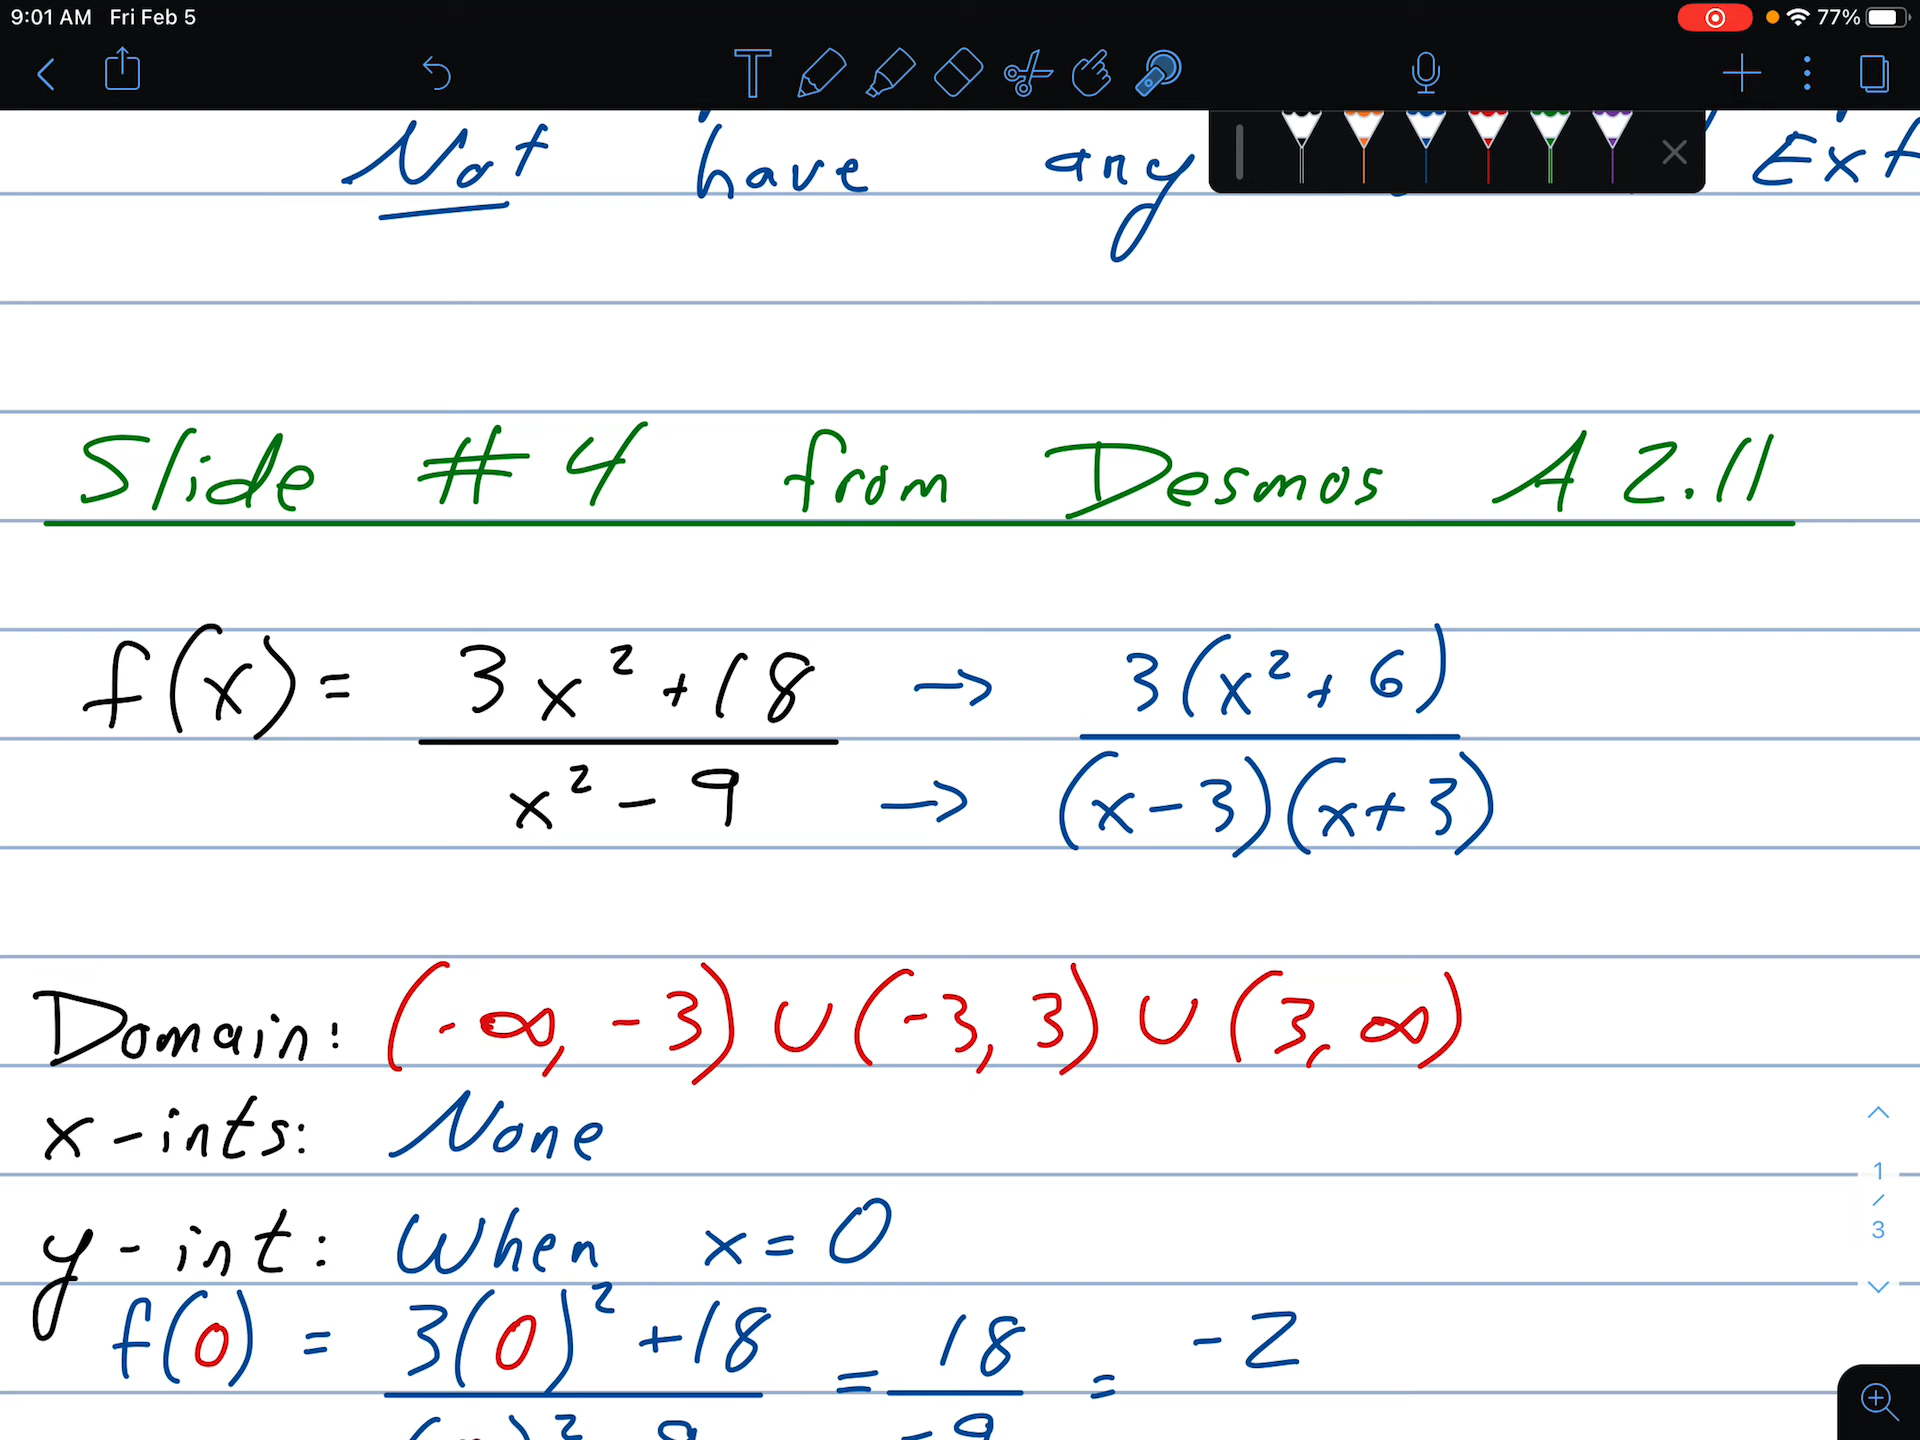 9:01 AM Fri Feb 5
77%
Not have any Ext
Slide # 4 from Desmos A 2.11
f(x) = 3x² + 18 → 3(x² + 6)
x² - 9 → (x-3)(x+3)
Domain: (-∞, -3) ∪ (-3, 3) ∪ (3, ∞)
x-ints: None
1
/
3
y-int: When x = 0
f(0) = 3(0)² + 18 = 18 = -2
-9